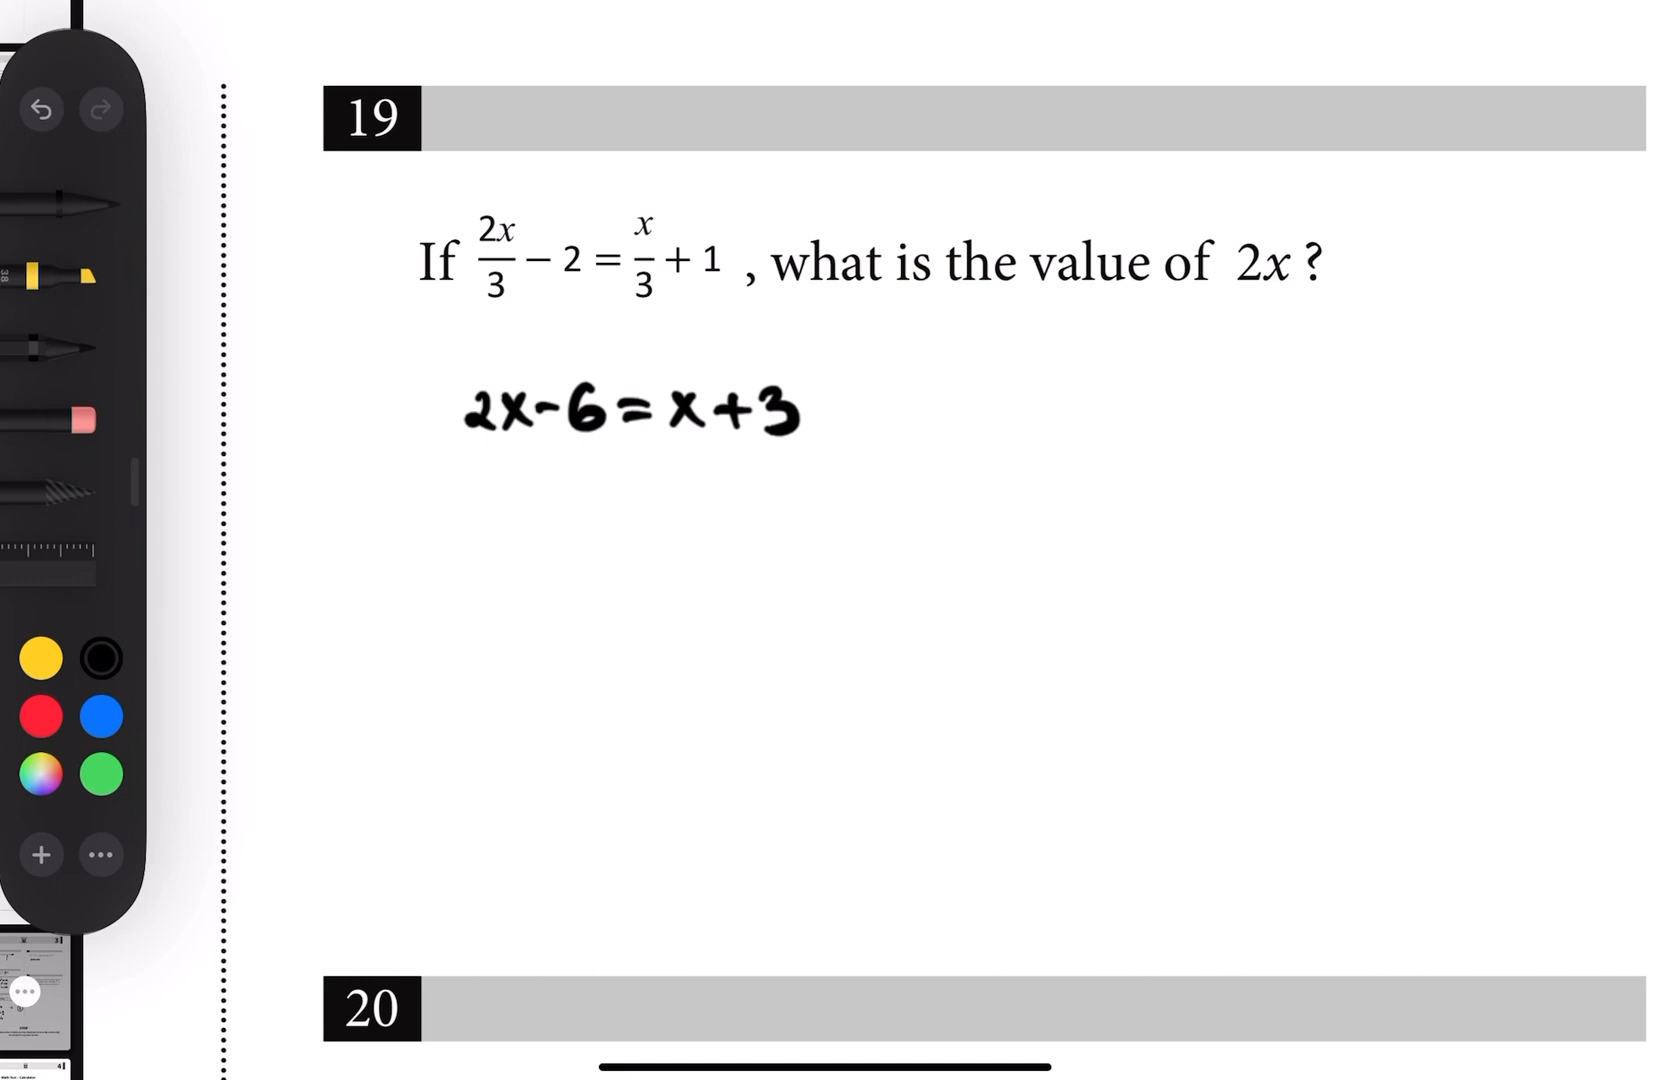 19
If 2x/3 − 2 = x/3 + 1 , what is the value of 2x ?
2x-6=x+3
20